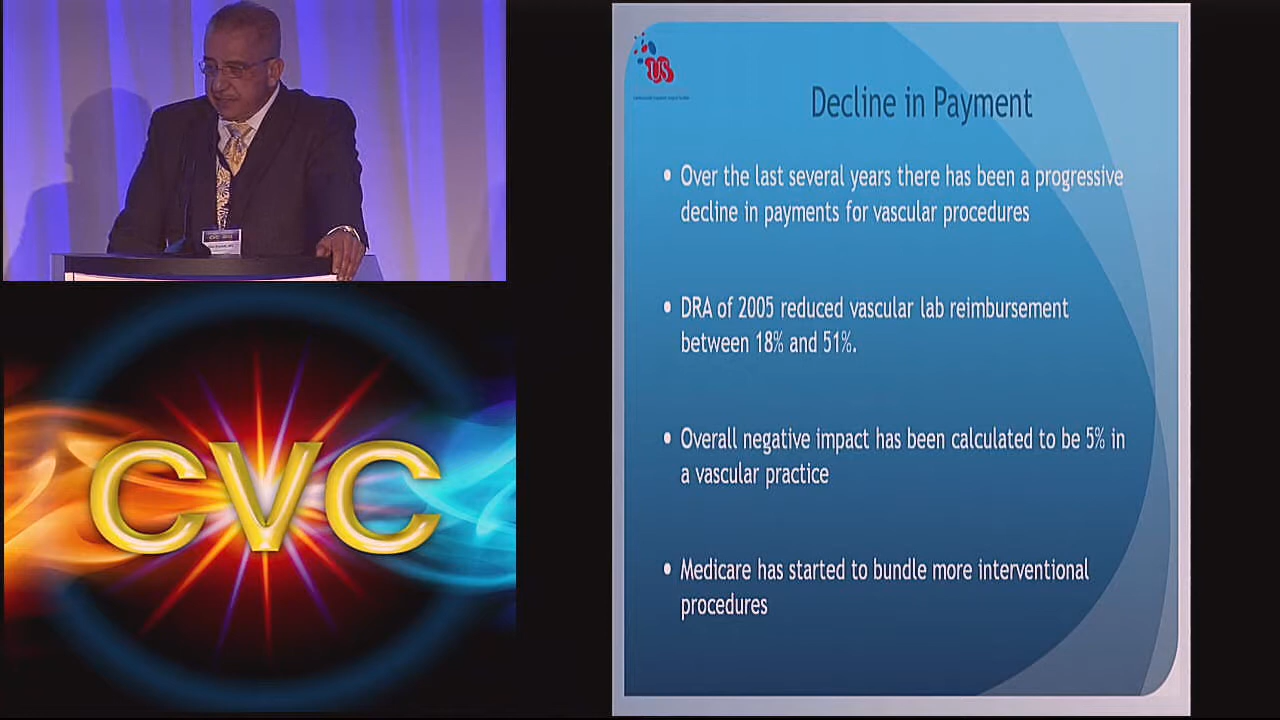 US
Decline in Payment
• Over the last several years there has been a progressive
decline in payments for vascular procedures
• DRA of 2005 reduced vascular lab reimbursement
between 18% and 51%.
• Overall negative impact has been calculated to be 5% in
a vascular practice
• Medicare has started to bundle more interventional
procedures
CVC